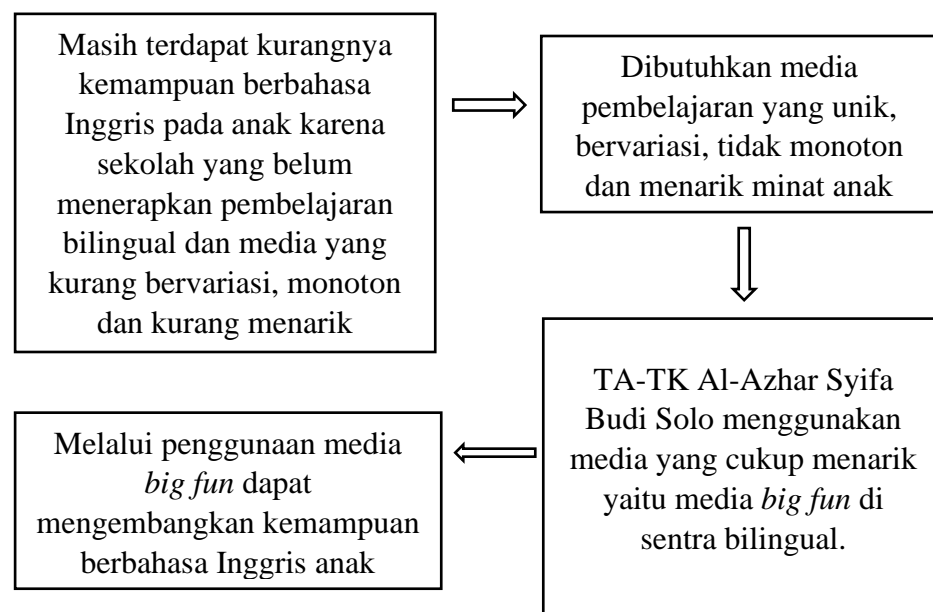 Masih terdapat kurangnya
kemampuan berbahasa
Inggris pada anak karena
sekolah yang belum
menerapkan pembelajaran
bilingual dan media yang
kurang bervariasi, monoton
dan kurang menarik
Dibutuhkan media
pembelajaran yang unik,
bervariasi, tidak monoton
dan menarik minat anak
TA-TK Al-Azhar Syifa
Budi Solo menggunakan
media yang cukup menarik
yaitu media big fun di
sentra bilingual.
Melalui penggunaan media
big fun dapat
mengembangkan kemampuan
berbahasa Inggris anak